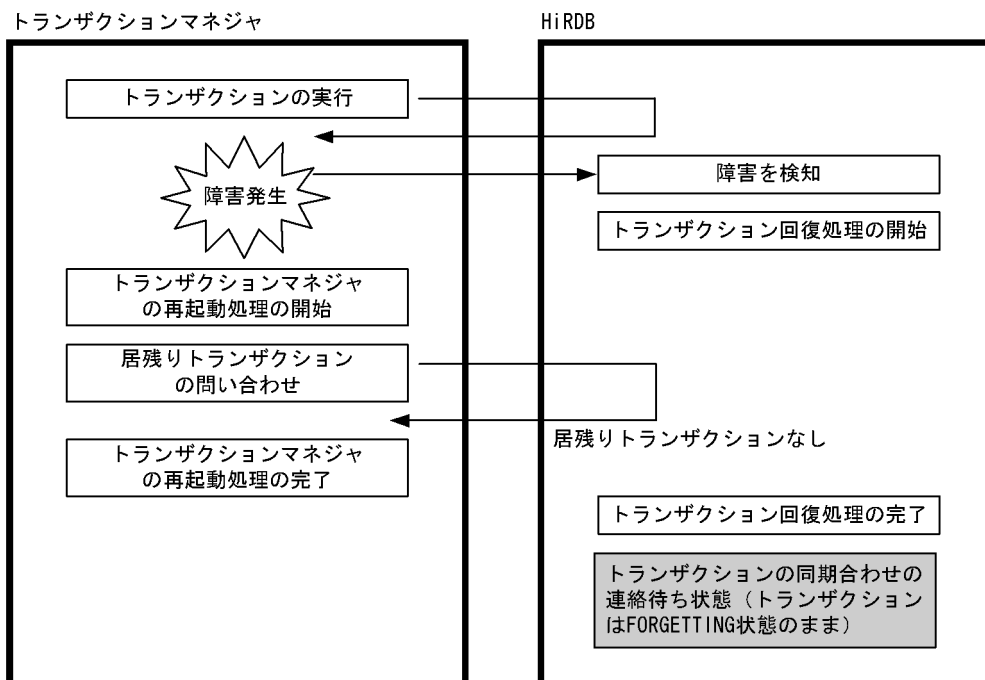 トランザクションマネジャ
HiRDB
トランザクションの実行
障害発生
障害を検知
トランザクション回復処理の開始
トランザクションマネジャ
の再起動処理の開始
居残りトランザクション
の問い合わせ
居残りトランザクションなし
トランザクションマネジャ
の再起動処理の完了
トランザクション回復処理の完了
トランザクションの同期合わせの
連絡待ち状態（トランザクション
はFORGETTING状態のまま）